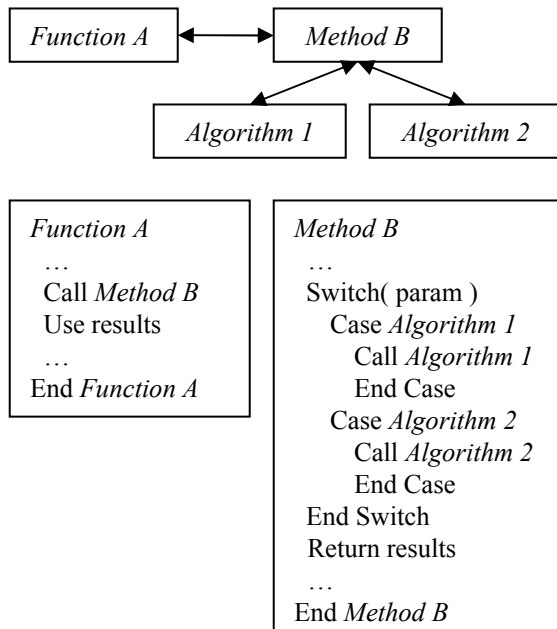 Function A
Method B
Algorithm 1
Algorithm 2
Function A
…
Call Method B
Use results
…
End Function A
Method B
…
Switch( param )
Case Algorithm 1
Call Algorithm 1
End Case
Case Algorithm 2
Call Algorithm 2
End Case
End Switch
Return results
…
End Method B